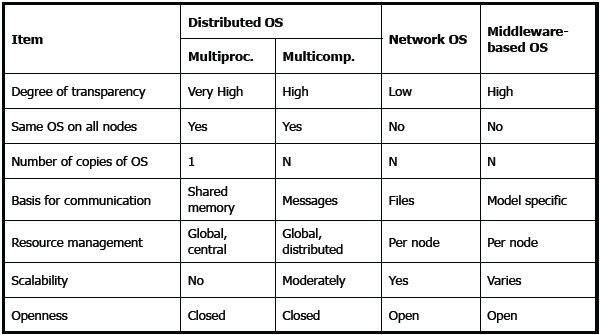 Item
Distributed OS
Network OS
Middleware-
based OS
Multiproc.
Multicomp.
Degree of transparency Very High High Low High
Same OS on all nodes Yes Yes No No
Number of copies of OS 1 N N N
Basis for communication Shared
memory Messages Files Model specific
Resource management Global,
central Global,
distributed Per node Per node
Scalability No Moderately Yes Varies
Openness Closed Closed Open Open